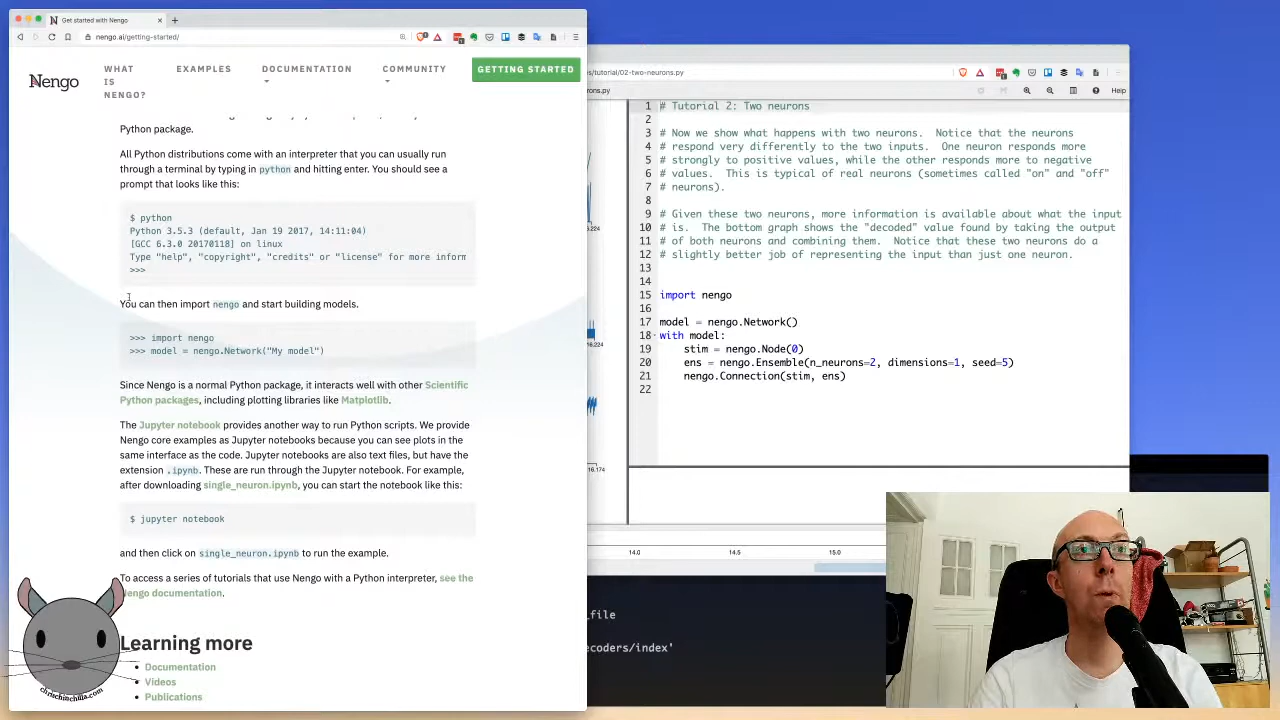 Get started with Nengo
nengo.ai/getting-started/
Nengo
WHAT IS NENGO?
EXAMPLES
DOCUMENTATION
COMMUNITY
GETTING STARTED
Python package.
All Python distributions come with an interpreter that you can usually run
through a terminal by typing in python and hitting enter. You should see a
prompt that looks like this:
$ python
Python 3.5.3 (default, Jan 19 2017, 14:11:04)
[GCC 6.3.0 20170118] on linux
Type "help", "copyright", "credits" or "license" for more inform
>>>
You can then import nengo and start building models.
>>> import nengo
>>> model = nengo.Network("My model")
Since Nengo is a normal Python package, it interacts well with other Scientific
Python packages, including plotting libraries like Matplotlib.
The Jupyter notebook provides another way to run Python scripts. We provide
Nengo core examples as Jupyter notebooks because you can see plots in the
same interface as the code. Jupyter notebooks are also text files, but have the
extension .ipynb. These are run through the Jupyter notebook. For example,
after downloading single_neuron.ipynb, you can start the notebook like this:
$ jupyter notebook
and then click on single_neuron.ipynb to run the example.
To access a series of tutorials that use Nengo with a Python interpreter, see the
Nengo documentation.
Learning more
Documentation
Videos
Publications
chrischinchilla.com
s/tutorial/02-two-neurons.py
ons.py
Help
1 # Tutorial 2: Two neurons
2
3 # Now we show what happens with two neurons.  Notice that the neurons
4 # respond very differently to the two inputs.  One neuron responds more
5 # strongly to positive values, while the other responds more to negative
6 # values.  This is typical of real neurons (sometimes called "on" and "off"
7 # neurons).
8
9 # Given these two neurons, more information is available about what the input
10 # is.  The bottom graph shows the "decoded" value found by taking the output
11 # of both neurons and combining them.  Notice that these two neurons do a
12 # slightly better job of representing the input than just one neuron.
13
14
15 import nengo
16
17 model = nengo.Network()
18 with model:
19     stim = nengo.Node(0)
20     ens = nengo.Ensemble(n_neurons=2, dimensions=1, seed=5)
21     nengo.Connection(stim, ens)
22
6.224
16.224
16.174
14.0
14.5
15.0
_file
ecoders/index'